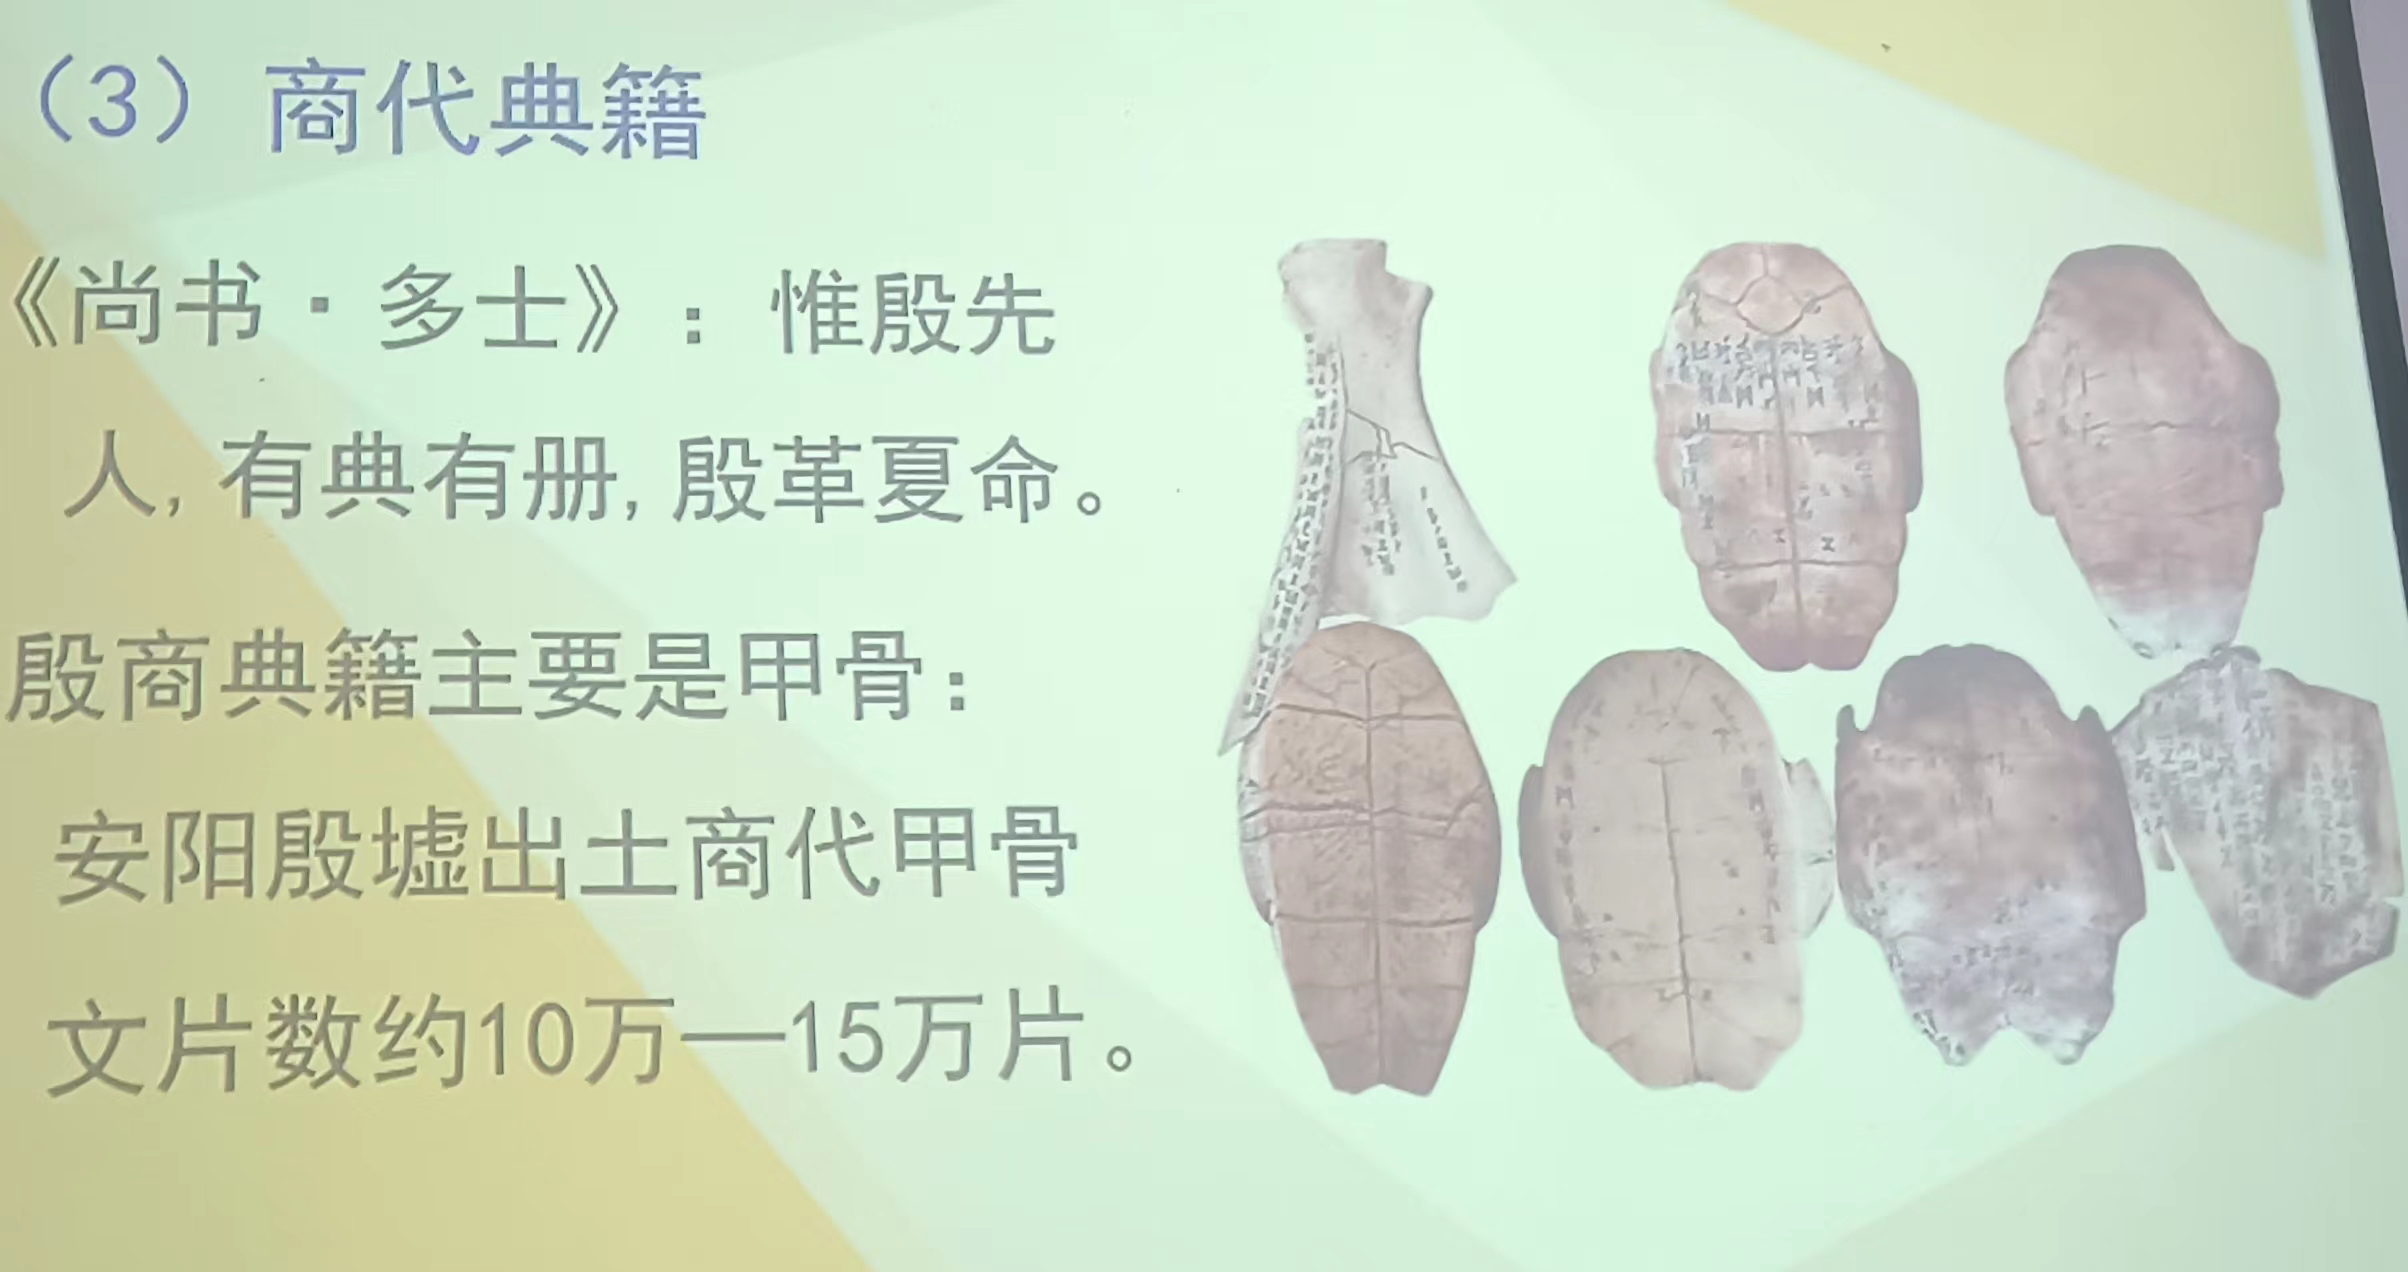 （3）商代典籍
《尚书·多士》：惟殷先
人,有典有册,殷革夏命。
殷商典籍主要是甲骨：
安阳殷墟出土商代甲骨
文片数约10万—15万片。